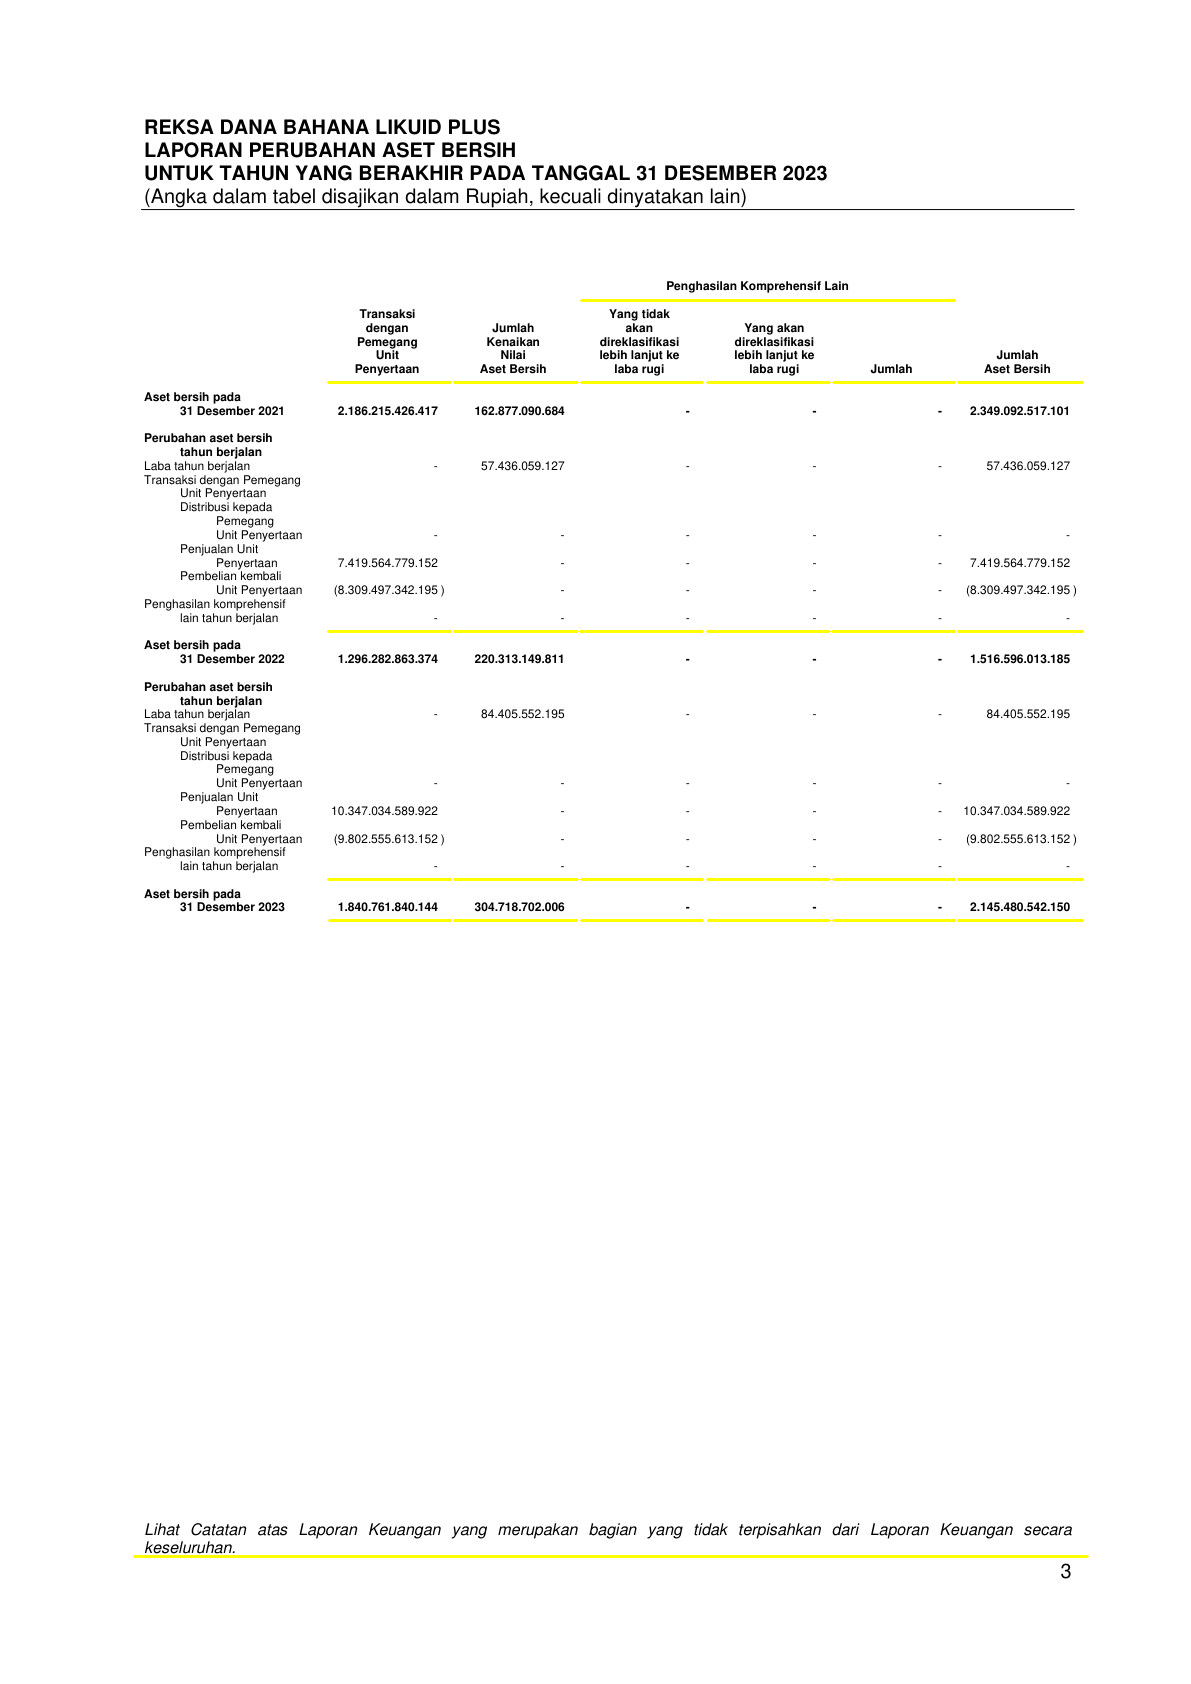 REKSA DANA BAHANA LIKUID PLUS
LAPORAN PERUBAHAN ASET BERSIH
UNTUK TAHUN YANG BERAKHIR PADA TANGGAL 31 DESEMBER 2023
(Angka dalam tabel disajikan dalam Rupiah, kecuali dinyatakan lain)
Penghasilan Komprehensif Lain
Transaksi dengan Pemegang Unit Penyertaan
Jumlah Kenaikan Nilai Aset Bersih
Yang tidak akan direklasifikasi lebih lanjut ke laba rugi
Yang akan direklasifikasi lebih lanjut ke laba rugi
Jumlah
Jumlah Aset Bersih
Aset bersih pada
31 Desember 2021 2.186.215.426.417 162.877.090.684 - - - 2.349.092.517.101
Perubahan aset bersih
tahun berjalan
Laba tahun berjalan - 57.436.059.127 - - - 57.436.059.127
Transaksi dengan Pemegang
Unit Penyertaan
Distribusi kepada
Pemegang
Unit Penyertaan - - - - - -
Penjualan Unit
Penyertaan 7.419.564.779.152 - - - - 7.419.564.779.152
Pembelian kembali
Unit Penyertaan (8.309.497.342.195 ) - - - - (8.309.497.342.195 )
Penghasilan komprehensif
lain tahun berjalan - - - - - -
Aset bersih pada
31 Desember 2022 1.296.282.863.374 220.313.149.811 - - - 1.516.596.013.185
Perubahan aset bersih
tahun berjalan
Laba tahun berjalan - 84.405.552.195 - - - 84.405.552.195
Transaksi dengan Pemegang
Unit Penyertaan
Distribusi kepada
Pemegang
Unit Penyertaan - - - - - -
Penjualan Unit
Penyertaan 10.347.034.589.922 - - - - 10.347.034.589.922
Pembelian kembali
Unit Penyertaan (9.802.555.613.152 ) - - - - (9.802.555.613.152 )
Penghasilan komprehensif
lain tahun berjalan - - - - - -
Aset bersih pada
31 Desember 2023 1.840.761.840.144 304.718.702.006 - - - 2.145.480.542.150
Lihat Catatan atas Laporan Keuangan yang merupakan bagian yang tidak terpisahkan dari Laporan Keuangan secara
keseluruhan.
3